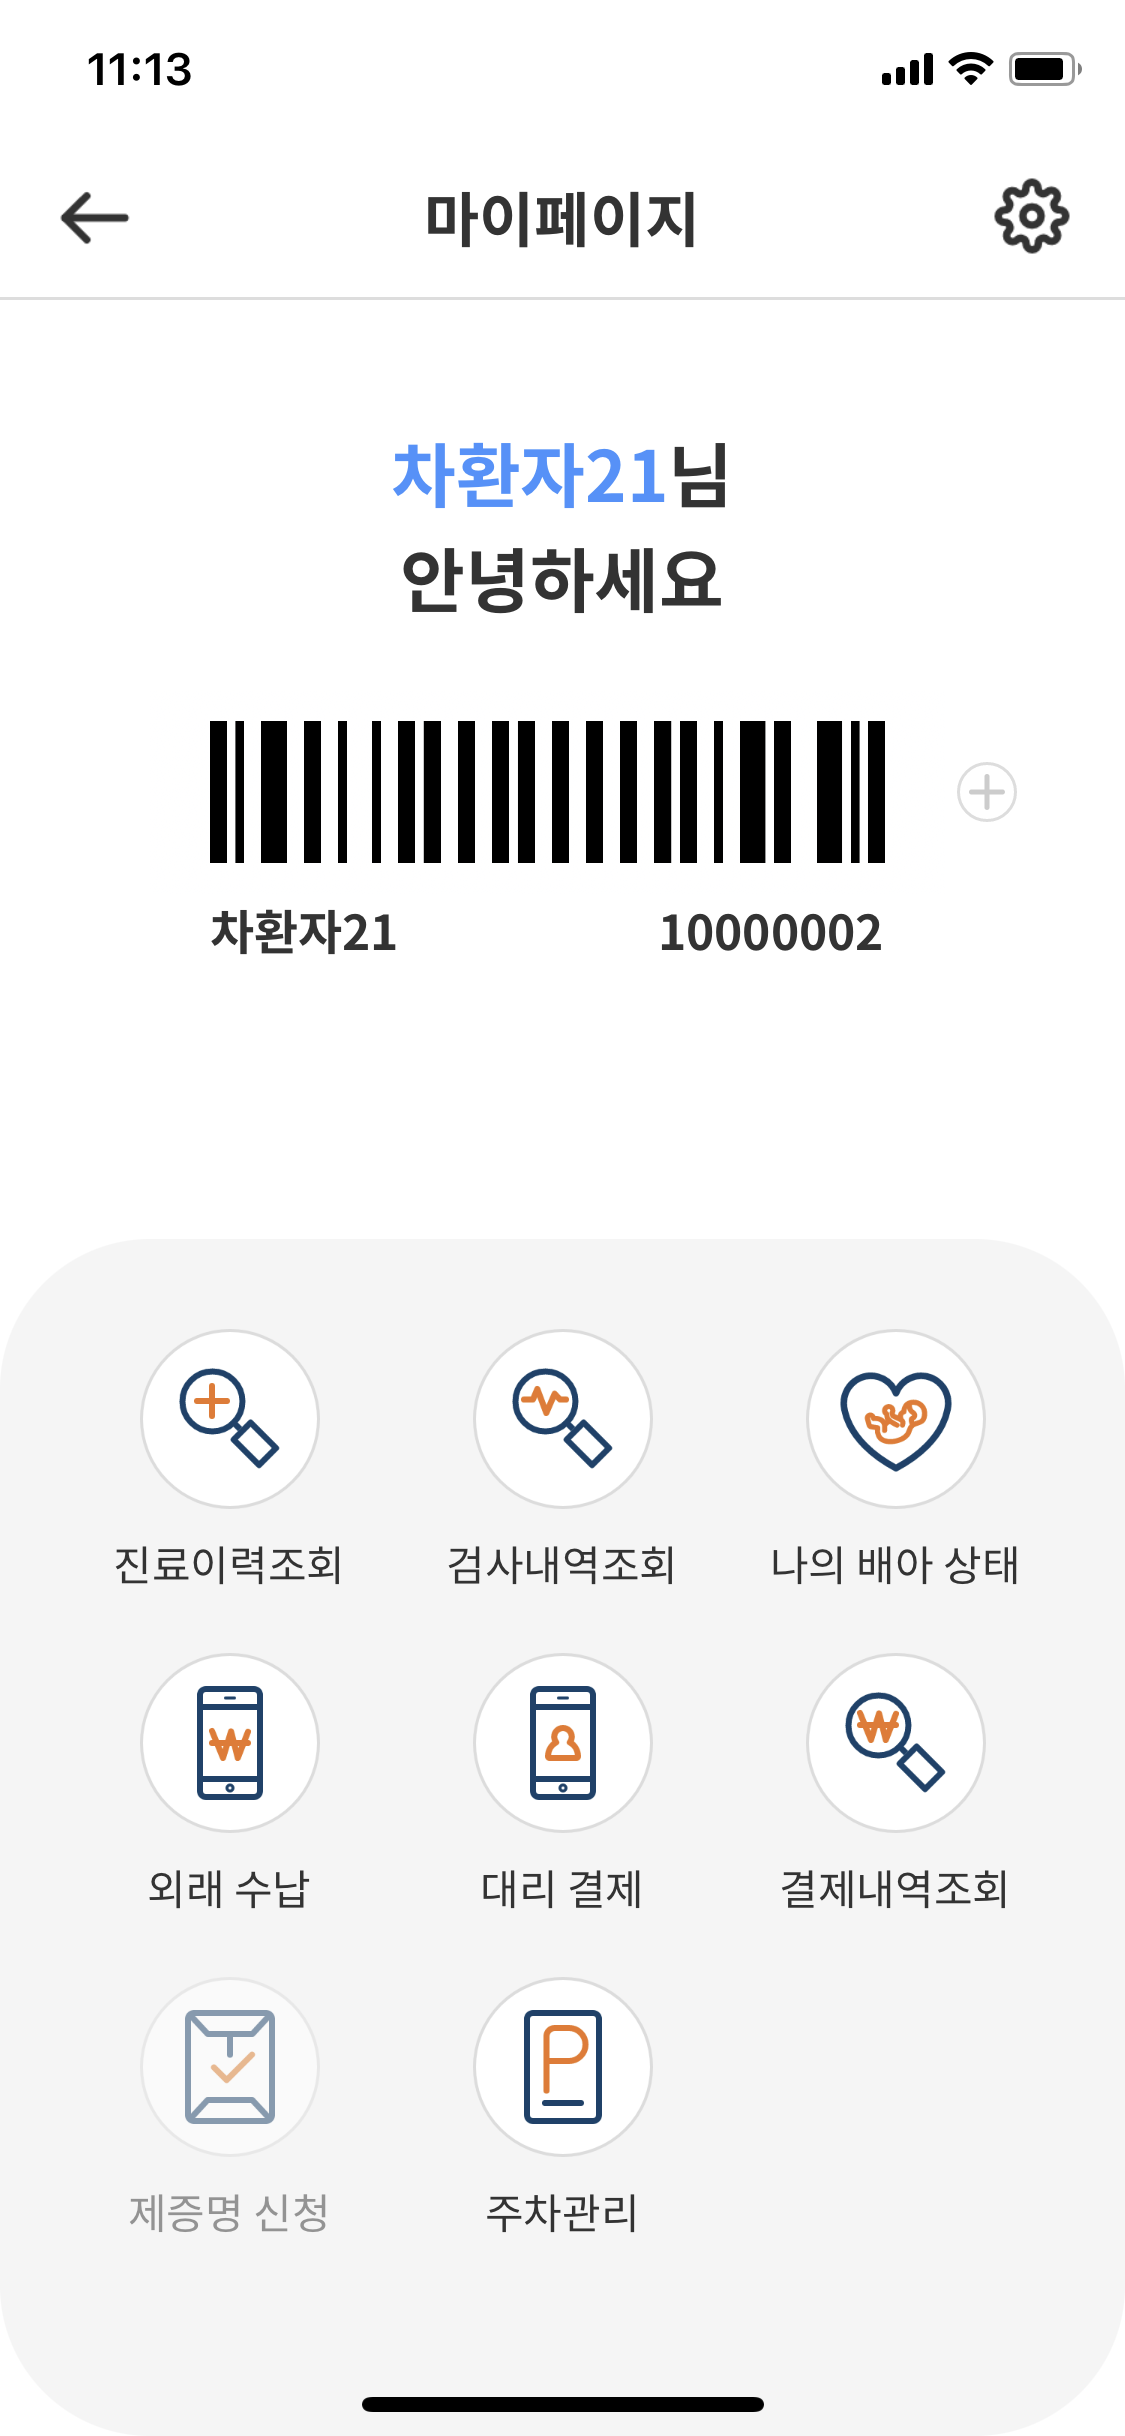 11:13
마이페이지
차환자21님
안녕하세요
차환자21 10000002
진료이력조회 검사내역조회 나의 배아 상태
외래 수납 대리 결제 결제내역조회
제증명 신청 주차관리